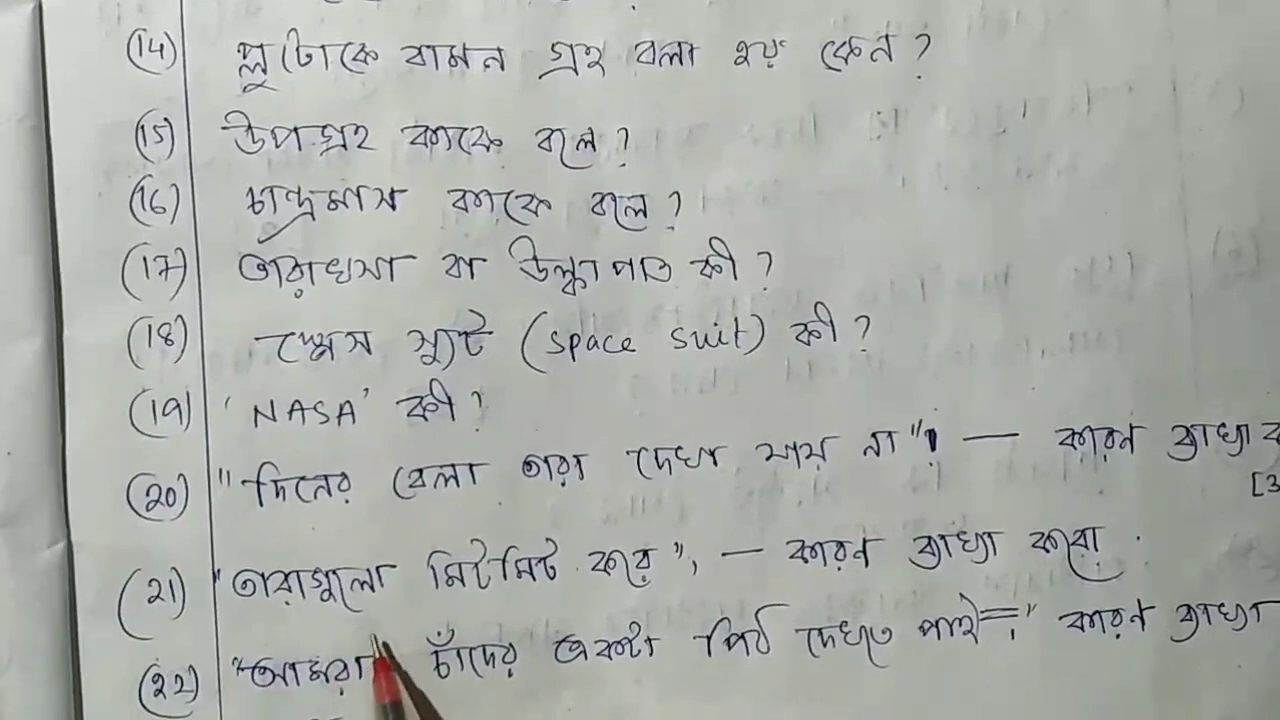 (14) প্লুটোকে বামন গ্রহ বলা হয় কেন?
(15) উপগ্রহ কাকে বলে?
(16) চান্দ্রমাস কাকে বলে?
(17) তারাখসা বা উল্কাপাত কী?
(18) স্পেস স্যুট (space suit) কী?
(19) 'NASA' কী?
(20) "দিনের বেলা তারা দেখা যায় না"। — কারণ ব্যাখ্যা ক
[3
(21) "তারাগুলো মিটমিট করে", — কারণ ব্যাখ্যা করো.
(22) "আমরা চাঁদের একটা পিঠ দেখতে পাই=।" কারণ ব্যাখ্যা